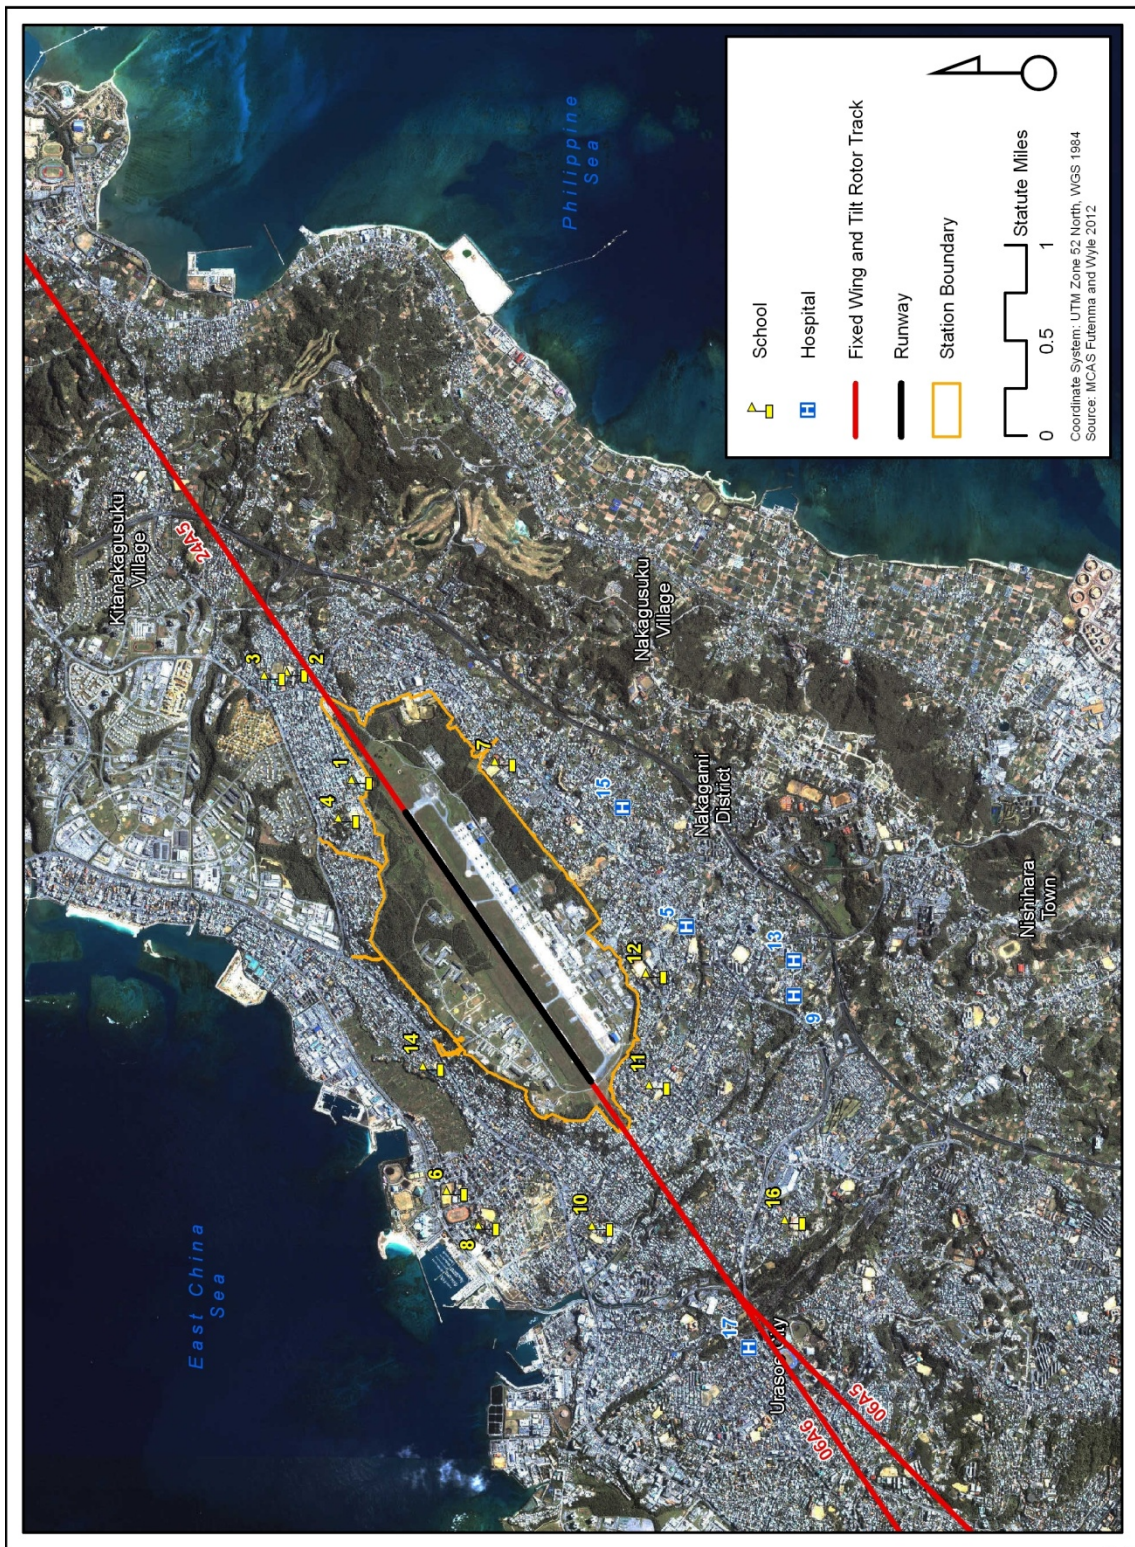 Kitanakagusuku
Village
24A5
East China
Sea
3
2
4
1
14
6
8
7
Philippine
Sea
10
15
12
11
Nakagusuku
Village
5
Nakagami
District
17
13
16
Urasoe City
9
06A6
06A5
Nishihara
Town
School
Hospital
Fixed Wing and Tilt Rotor Track
Runway
Station Boundary
0 0.5 1
Statute Miles
Coordinate System: UTM Zone 52 North, WGS 1984
Source: MCAS Futenma and Wyle 2012